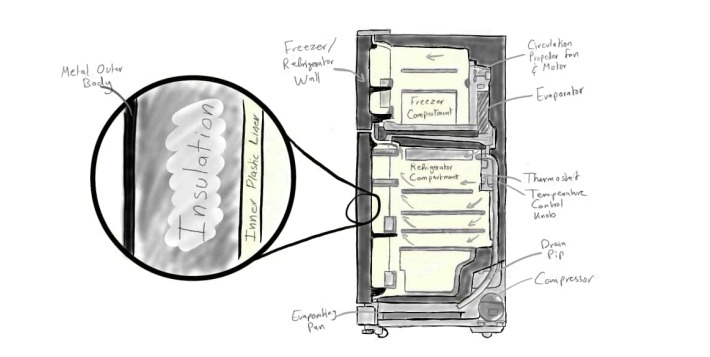 Metal Outer
Body
Insulation
Inner Plastic Liner
Freezer/
Refrigerator
Wall
Freezer
Compartment
Refrigerator
Compartment
Circulation
Propeller fan
& Motor
Evaporator
Thermostat
Temperature
Control
Knob
Drain
Pip
Compressor
Evaporating
Pan